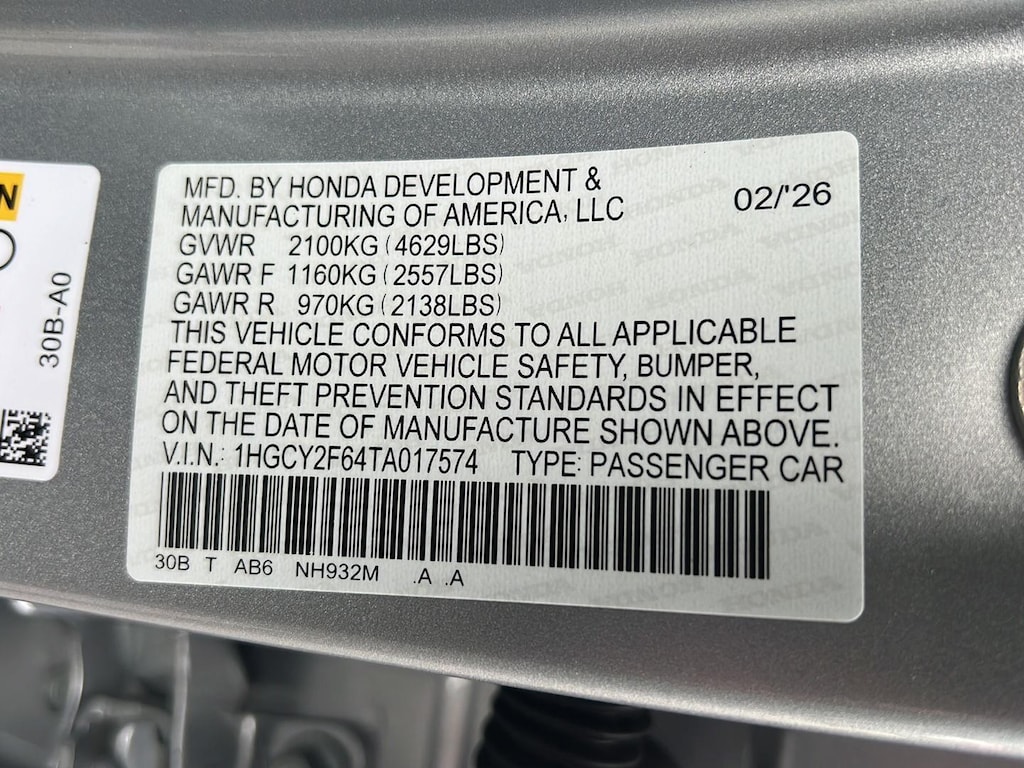 MFD. BY HONDA DEVELOPMENT &
MANUFACTURING OF AMERICA, LLC
02/'26
GVWR 2100KG (4629LBS)
GAWR F 1160KG (2557LBS)
GAWR R 970KG (2138LBS)
THIS VEHICLE CONFORMS TO ALL APPLICABLE
FEDERAL MOTOR VEHICLE SAFETY, BUMPER,
AND THEFT PREVENTION STANDARDS IN EFFECT
ON THE DATE OF MANUFACTURE SHOWN ABOVE.
V.I.N.: 1HGCY2F64TA017574 TYPE: PASSENGER CAR
30B T AB6 NH932M .A .A
30B-A0